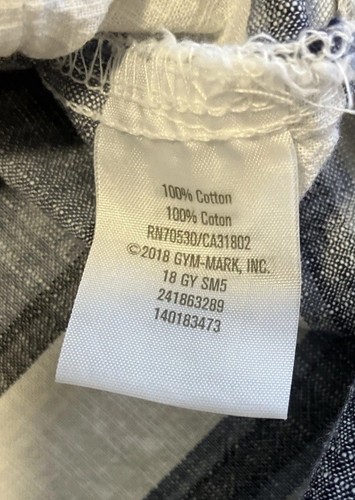 100% Cotton
100% Coton
RN70530/CA31802
©2018 GYM-MARK, INC.
18 GY SM5
241863289
140183473